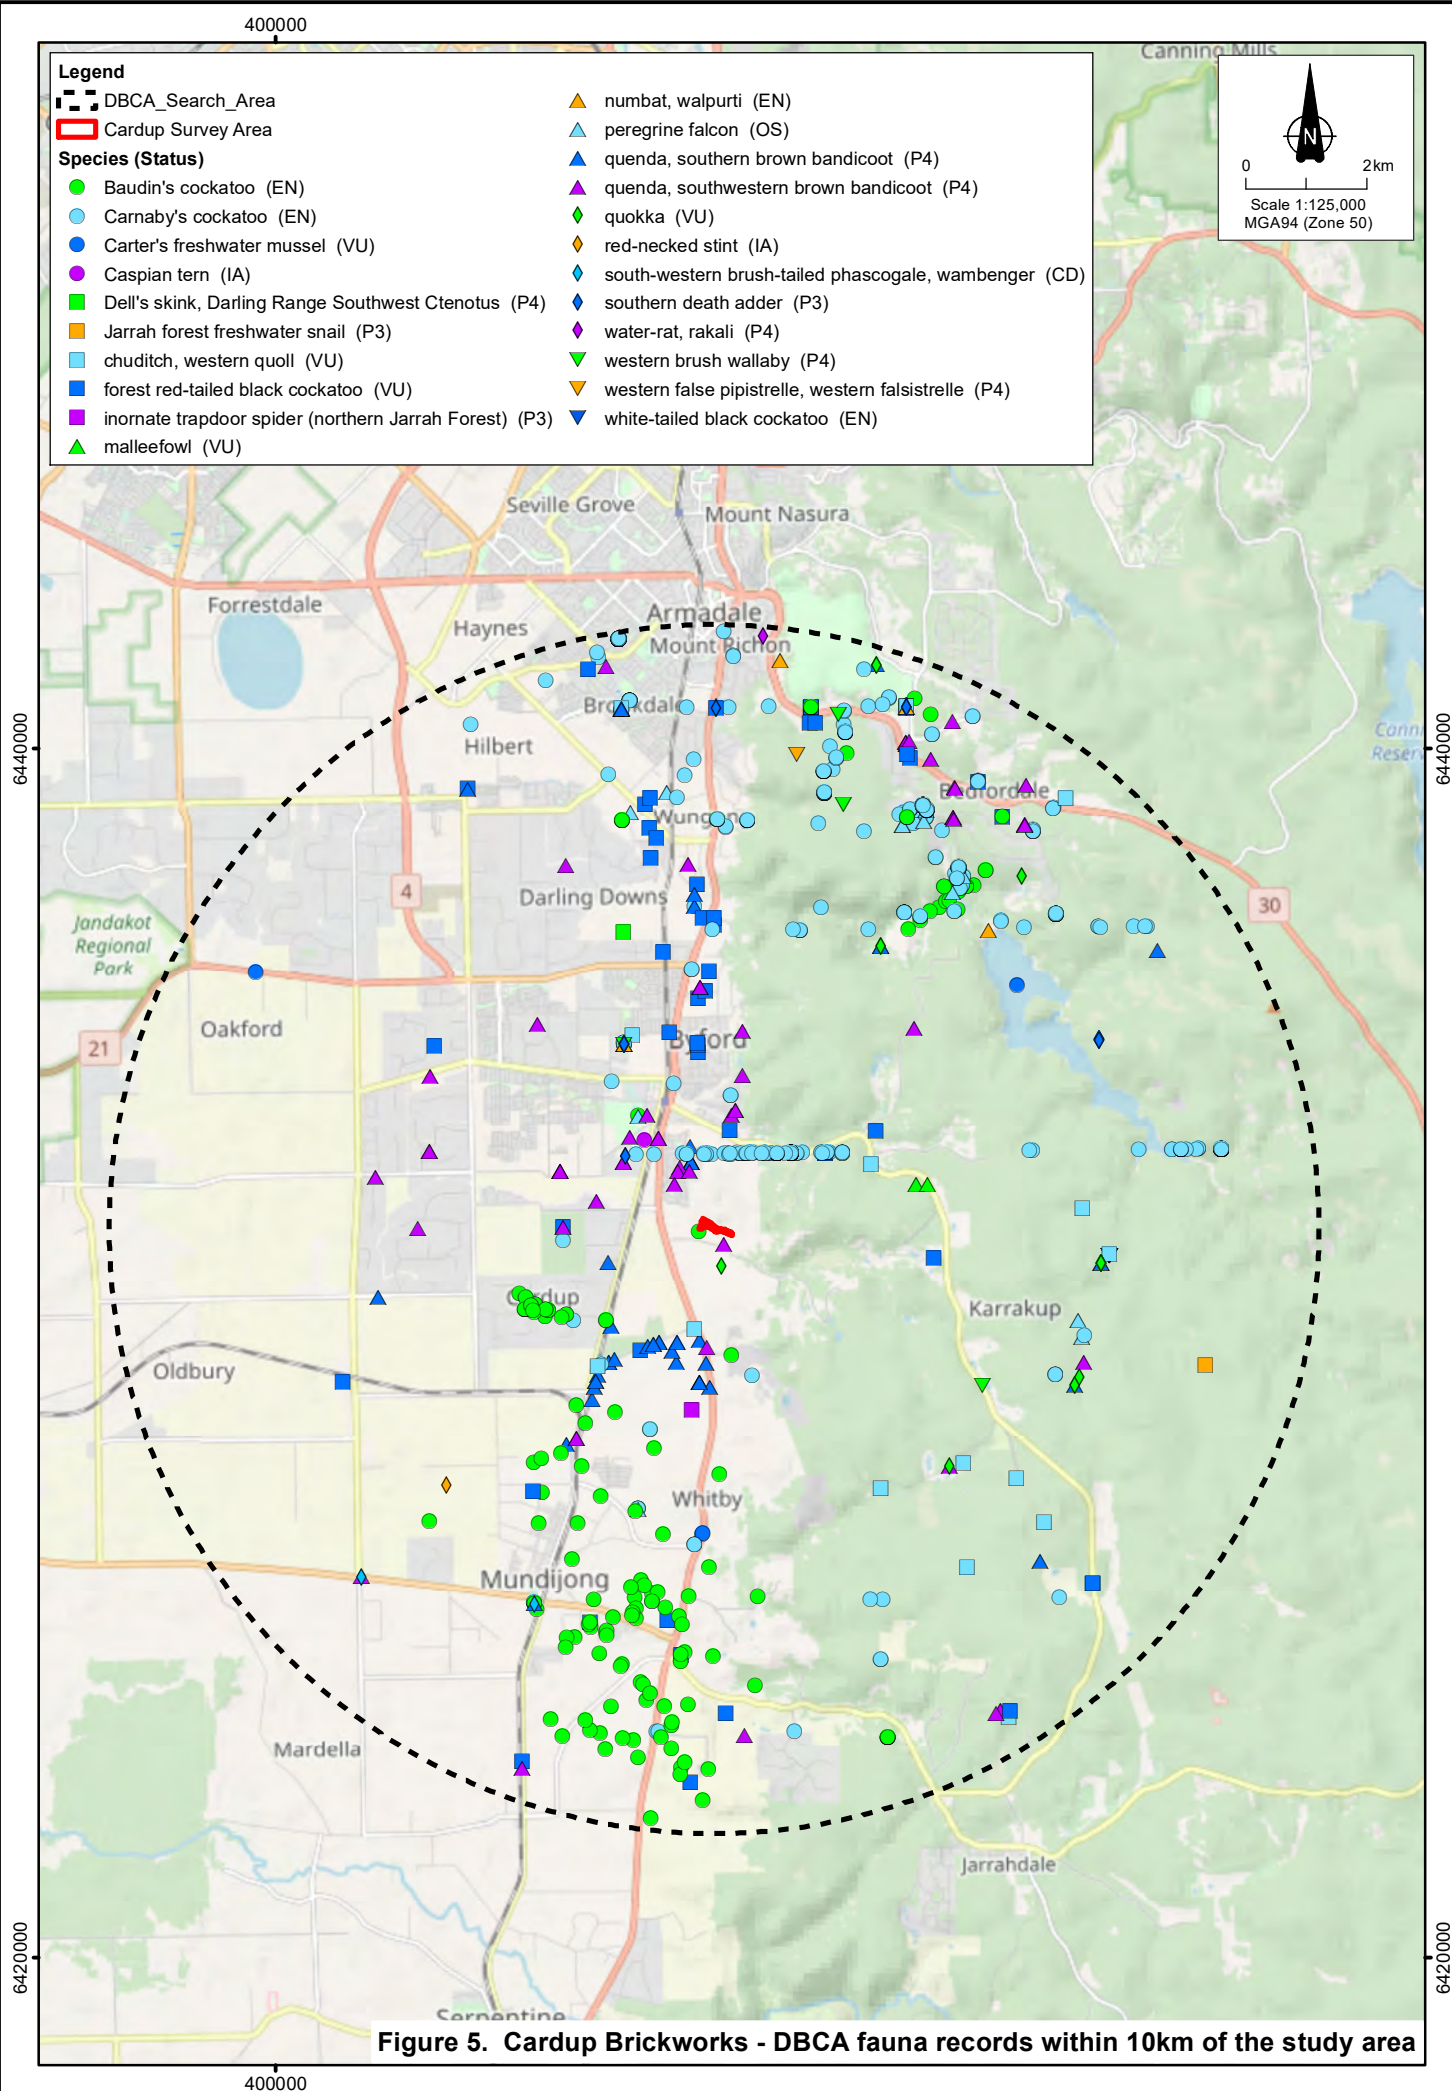 400000
Canning Mills
Legend
DBCA_Search_Area
Cardup Survey Area
Species (Status)
Baudin's cockatoo (EN)
Carnaby's cockatoo (EN)
Carter's freshwater mussel (VU)
Caspian tern (IA)
Dell's skink, Darling Range Southwest Ctenotus (P4)
Jarrah forest freshwater snail (P3)
chuditch, western quoll (VU)
forest red-tailed black cockatoo (VU)
inornate trapdoor spider (northern Jarrah Forest) (P3)
malleefowl (VU)
numbat, walpurti (EN)
peregrine falcon (OS)
quenda, southern brown bandicoot (P4)
quenda, southwestern brown bandicoot (P4)
quokka (VU)
red-necked stint (IA)
south-western brush-tailed phascogale, wambenger (CD)
southern death adder (P3)
water-rat, rakali (P4)
western brush wallaby (P4)
western false pipistrelle, western falsistrelle (P4)
white-tailed black cockatoo (EN)
N
0 2km
Scale 1:125,000
MGA94 (Zone 50)
Seville Grove
Mount Nasura
Forrestdale
Armadale
Haynes
Mount Richon
Brookdale
6440000
6440000
Hilbert
Bedfordale
Wungong
4
Darling Downs
30
Jandakot
Regional
Park
Oakford
21
Byford
Cardup
Karrakup
Oldbury
Whitby
Mundijong
Mardella
Jarrahdale
6420000
6420000
Serpentine
Figure 5. Cardup Brickworks - DBCA fauna records within 10km of the study area
400000